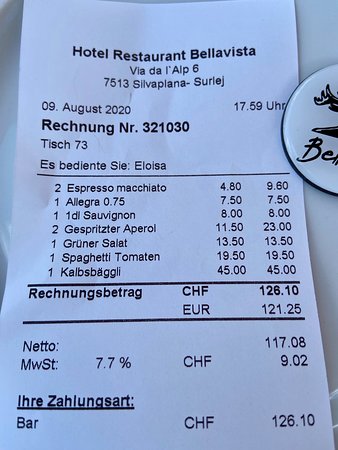 Hotel Restaurant Bellavista
Via da l`Alp 6
7513 Silvaplana- Surlej
09. August 2020 17.59 Uhr
Rechnung Nr. 321030
Tisch 73
Es bediente Sie: Eloisa
2 Espresso macchiato 4.80 9.60
1 Allegra 0.75 7.50 7.50
1 1dl Sauvignon 8.00 8.00
2 Gespritzter Aperol 11.50 23.00
1 Grüner Salat 13.50 13.50
1 Spaghetti Tomaten 19.50 19.50
1 Kalbsbäggli 45.00 45.00
Rechnungsbetrag CHF 126.10
EUR 121.25
Netto: 117.08
MwSt: 7.7 % CHF 9.02
Ihre Zahlungsart:
Bar CHF 126.10